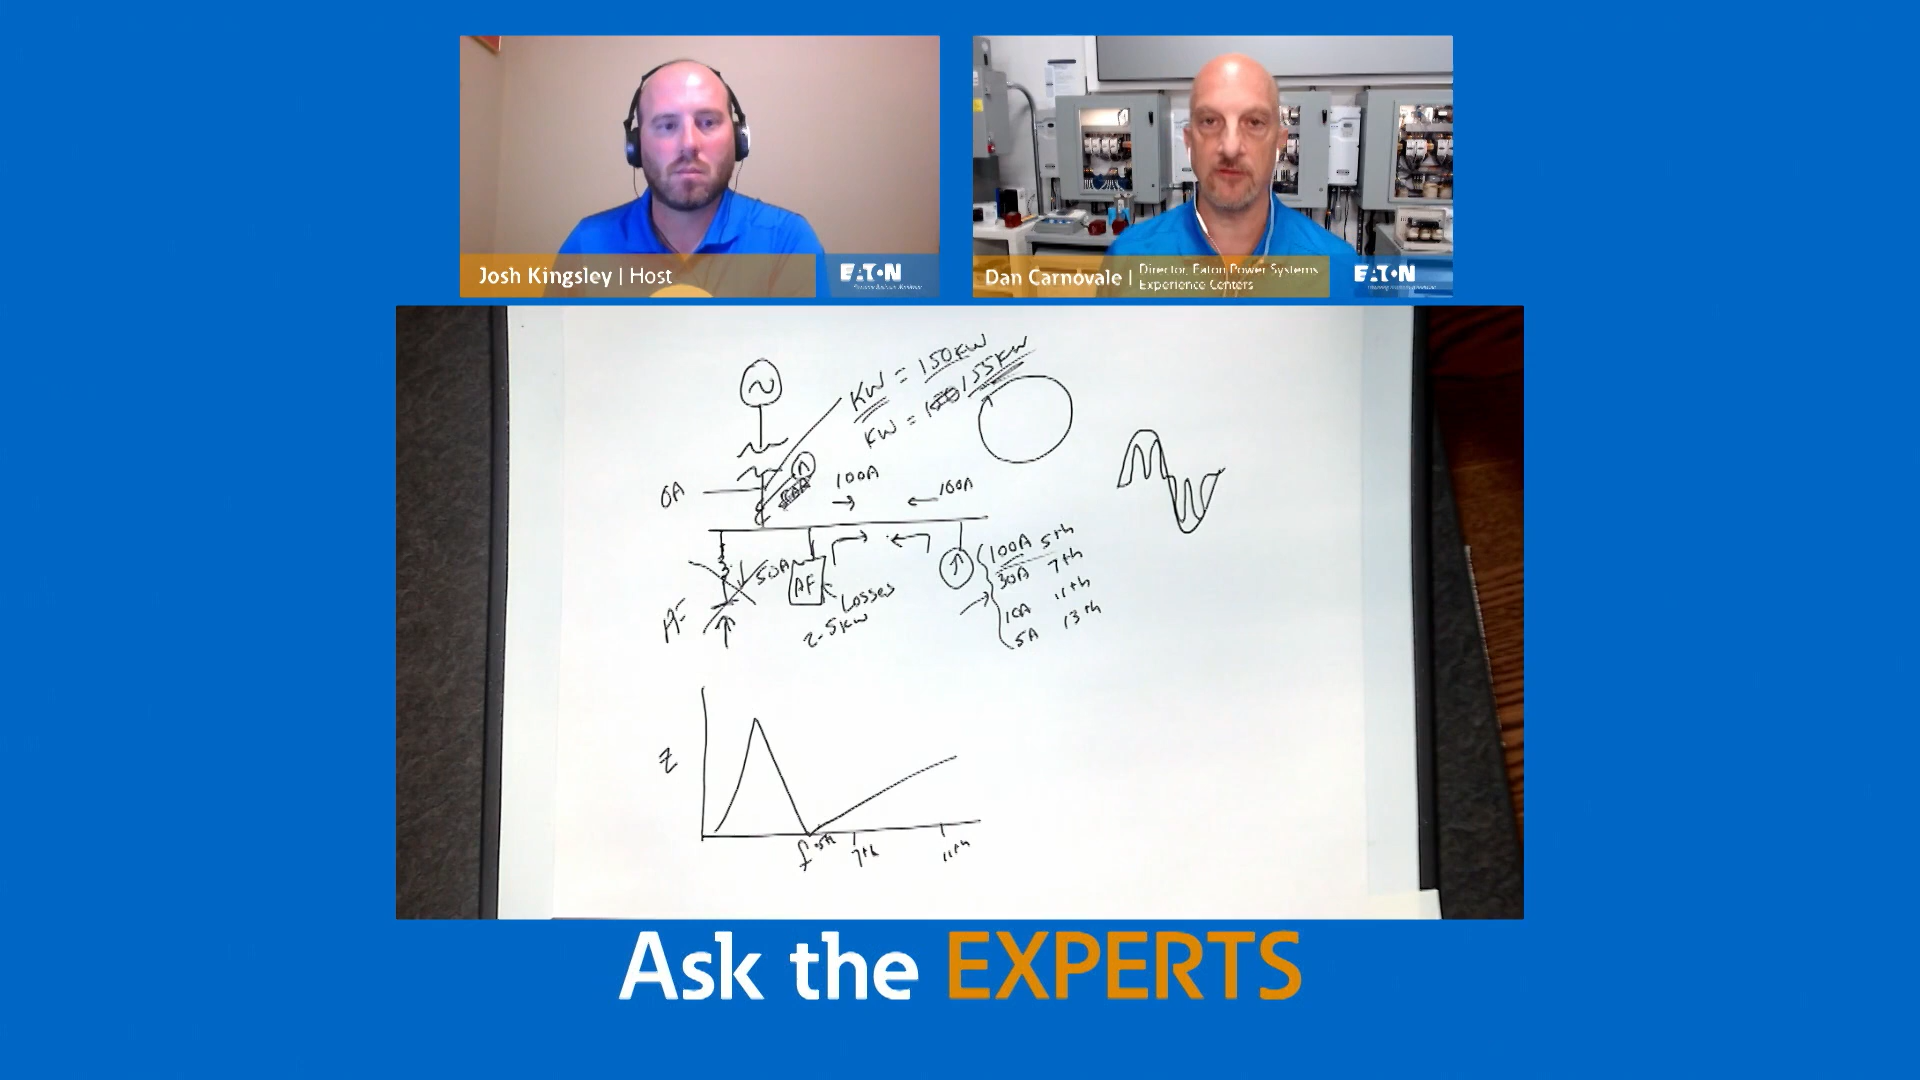 Josh Kingsley | Host
EATON
Dan Carnovale | Director, Eaton Power Systems
Experience Centers
EATON
KW = 150KW
KW = 155KW
0A
100A
100A
50A
AF
Losses
2-5KW
AF
100A 5th
30A 7th
10A 11th
5A 13th
Z
f 5th 7th 11th
Ask the EXPERTS